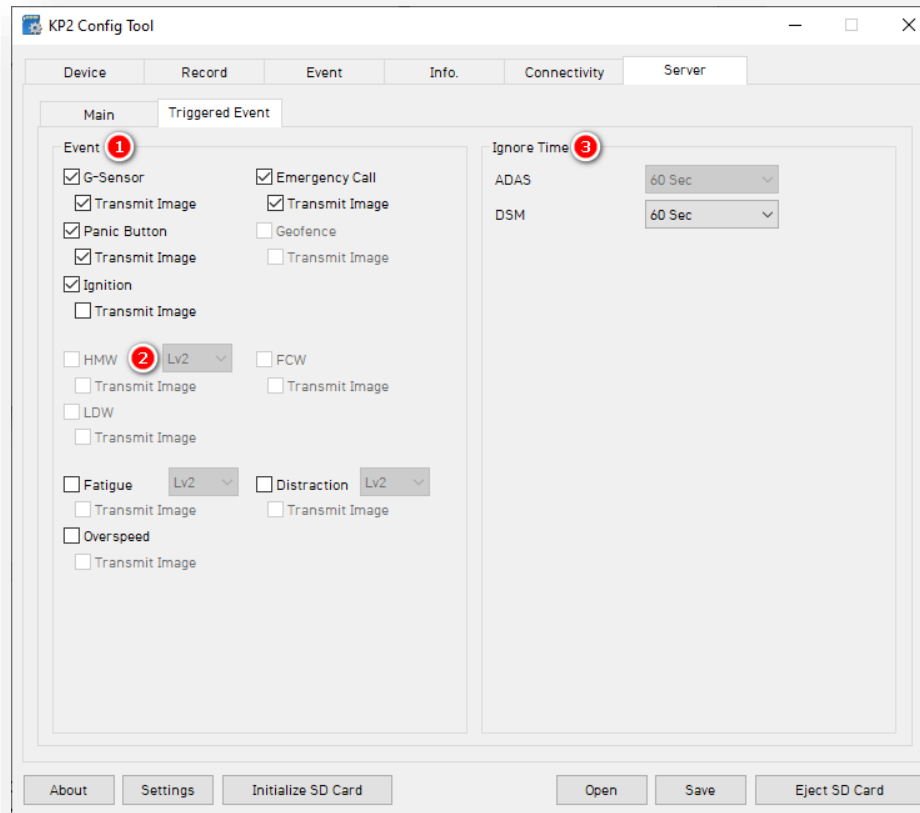 KP2 Config Tool
Device Record Event Info. Connectivity Server
Main Triggered Event
Event 1
G-Sensor Emergency Call
Transmit Image Transmit Image
Panic Button Geofence
Transmit Image Transmit Image
Ignition
Transmit Image
HMW 2 Lv2 FCW
Transmit Image Transmit Image
LDW
Transmit Image
Fatigue Lv2 Distraction Lv2
Transmit Image Transmit Image
Overspeed
Transmit Image
Ignore Time 3
ADAS 60 Sec
DSM 60 Sec
About Settings Initialize SD Card Open Save Eject SD Card